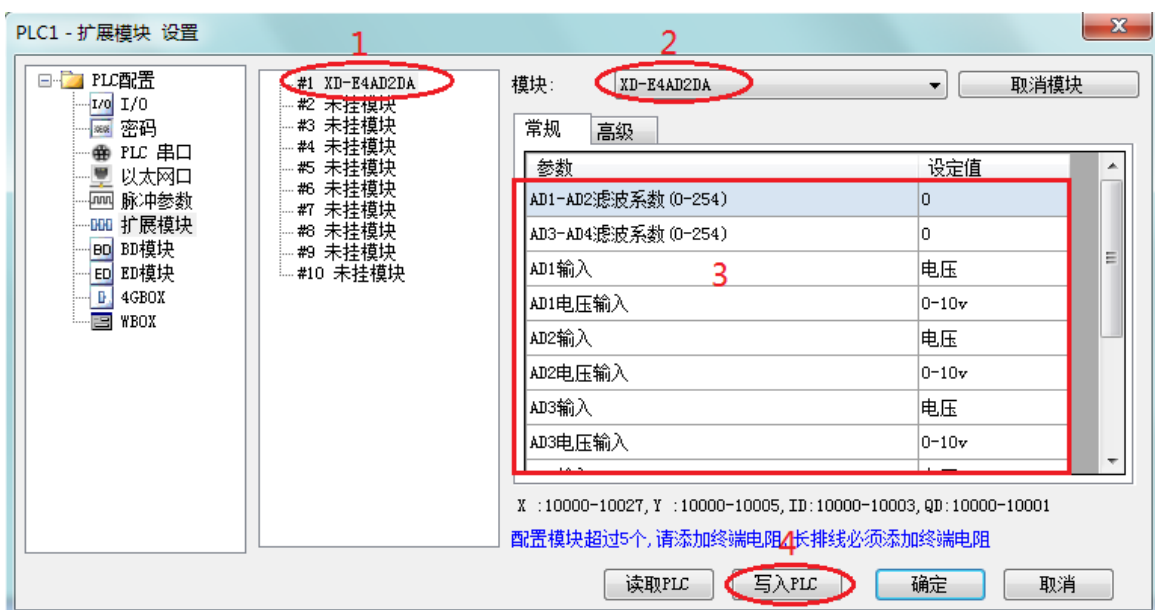 PLC1 - 扩展模块 设置
1
2
PLC配置
I/O I/O
密码
PLC 串口
以太网口
脉冲参数
扩展模块
BD BD模块
ED ED模块
4GBOX
WBOX
#1 XD-E4AD2DA
#2 未挂模块
#3 未挂模块
#4 未挂模块
#5 未挂模块
#6 未挂模块
#7 未挂模块
#8 未挂模块
#9 未挂模块
#10 未挂模块
模块: XD-E4AD2DA 取消模块
常规 高级
参数 设定值
AD1-AD2滤波系数(0-254) 0
AD3-AD4滤波系数(0-254) 0
AD1输入 电压
3
AD1电压输入 0-10v
AD2输入 电压
AD2电压输入 0-10v
AD3输入 电压
AD3电压输入 0-10v
X :10000-10027,Y :10000-10005,ID:10000-10003,QD:10000-10001
配置模块超过5个,请添加终端电阻,长排线必须添加终端电阻
4
读取PLC 写入PLC 确定 取消